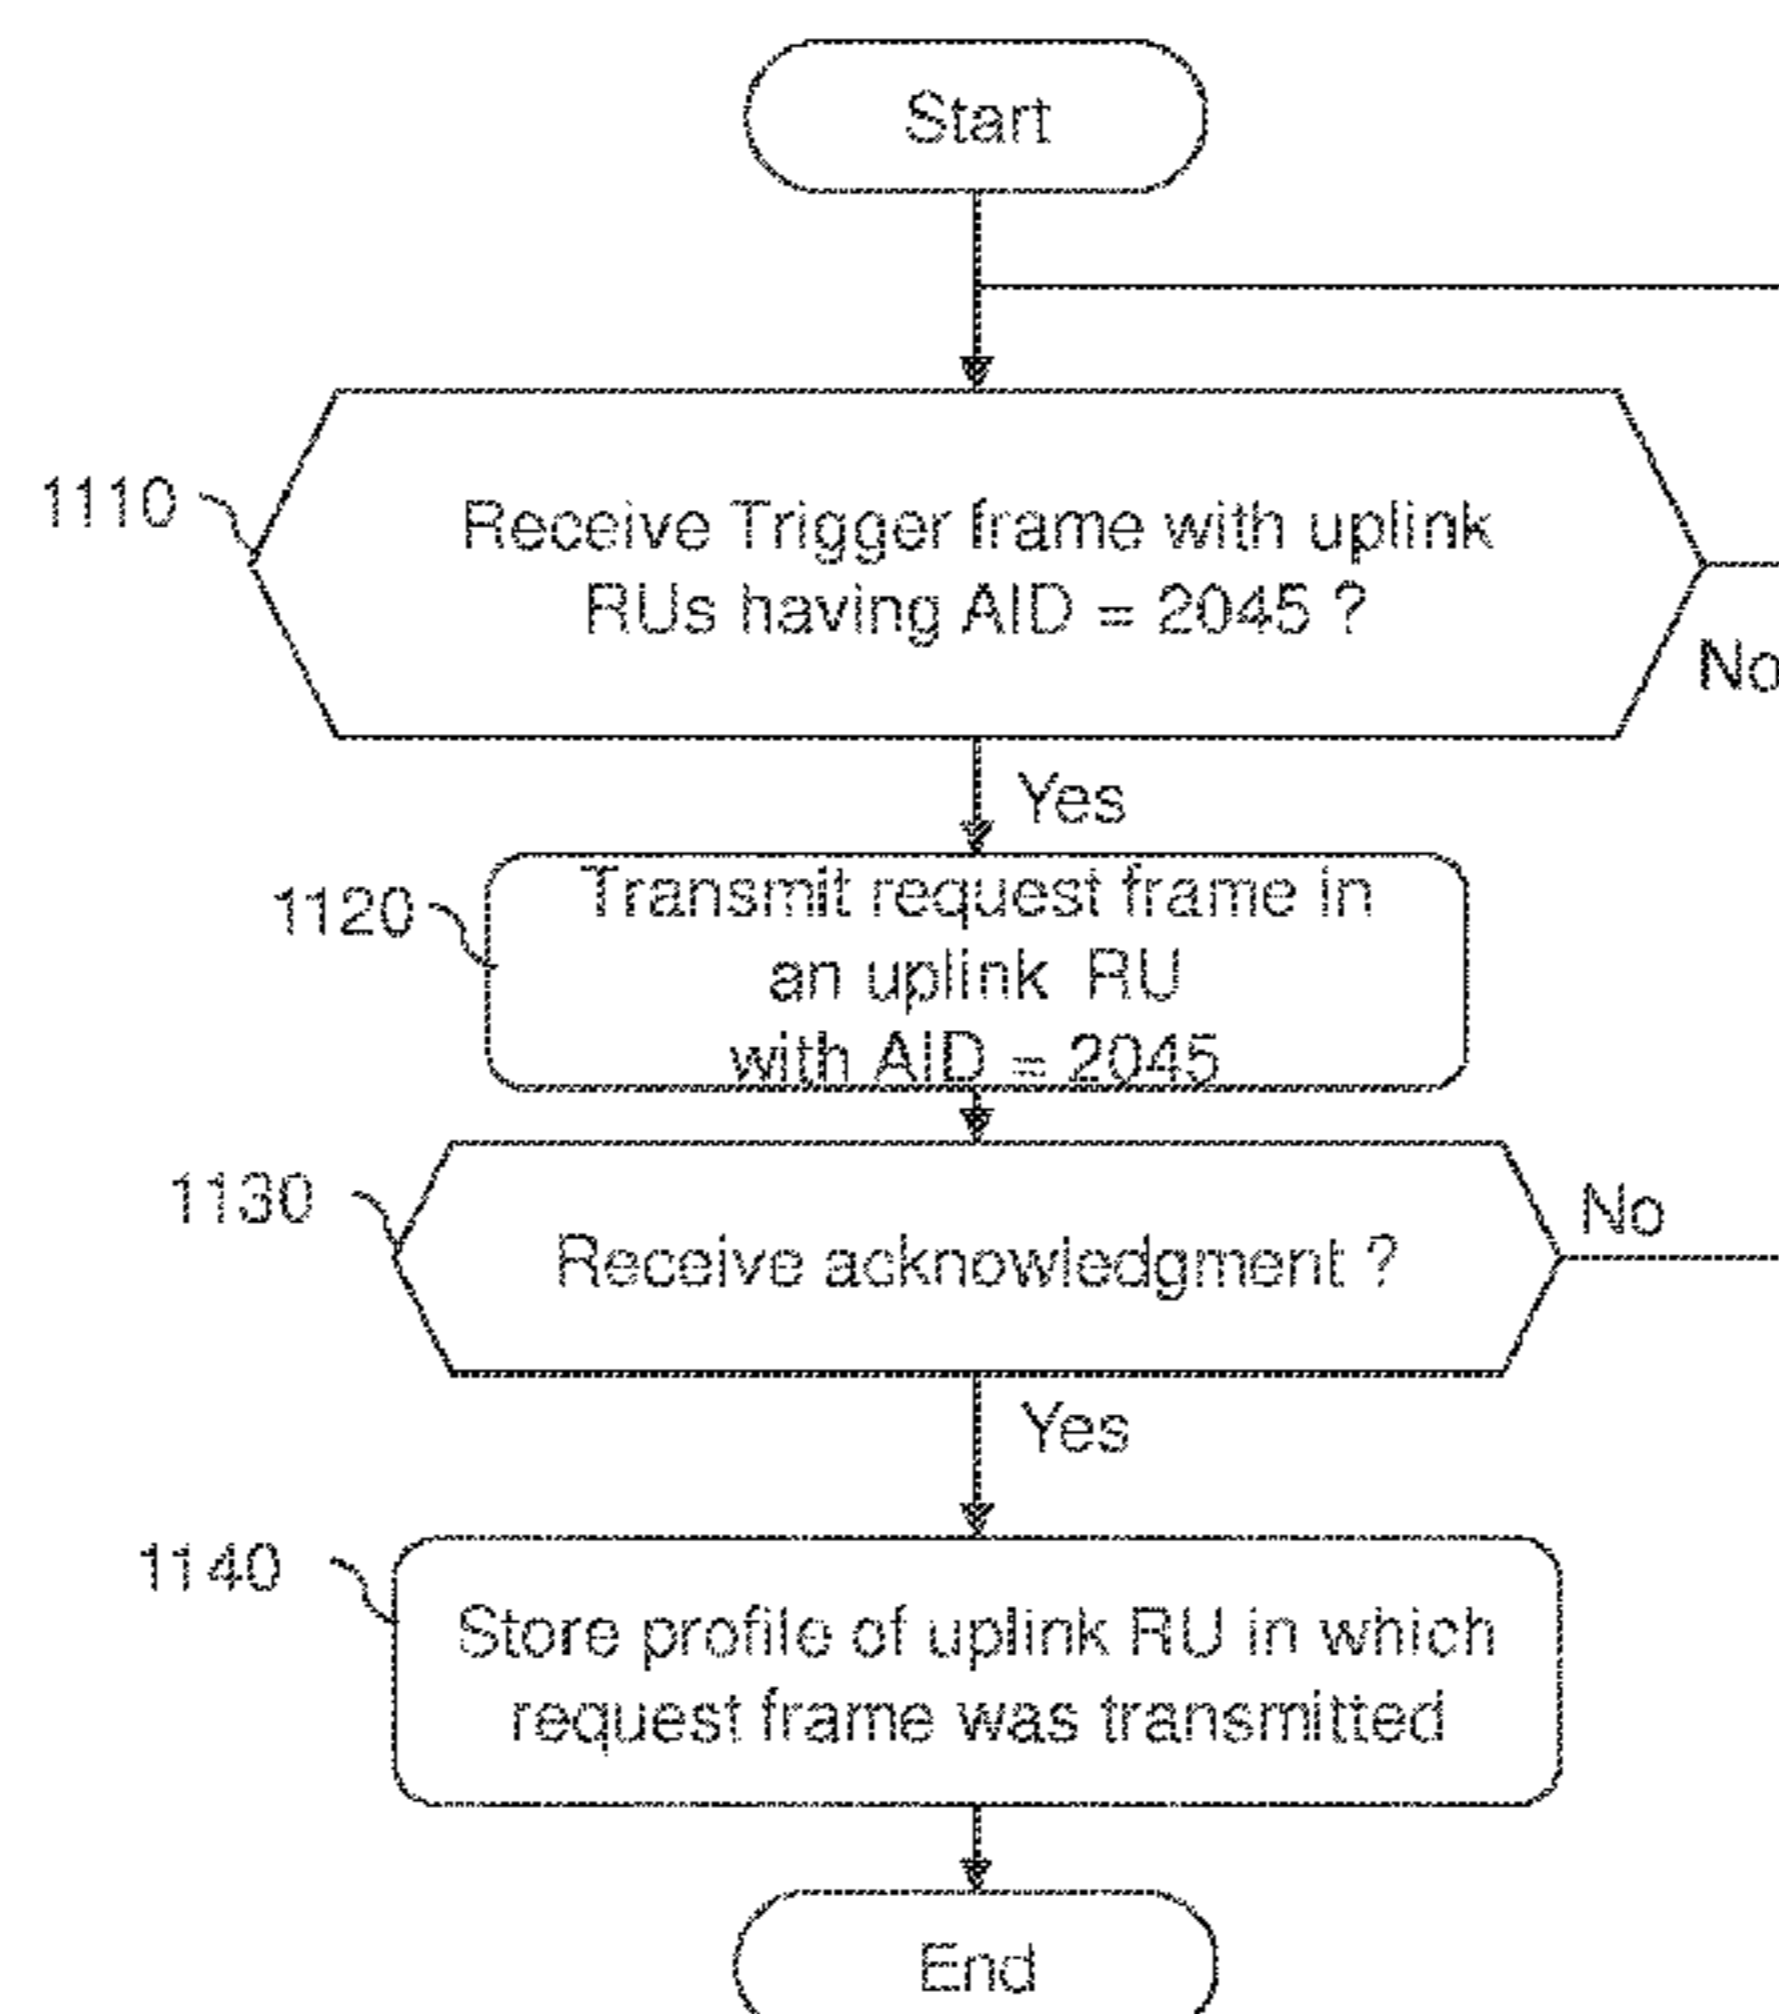 Start
1110
Receive Trigger frame with uplink
RUs having AID = 2045 ?
No
Yes
1120
Transmit request frame in
an uplink RU
with AID = 2045
1130
Receive acknowledgment ?
No
Yes
1140
Store profile of uplink RU in which
request frame was transmitted
End